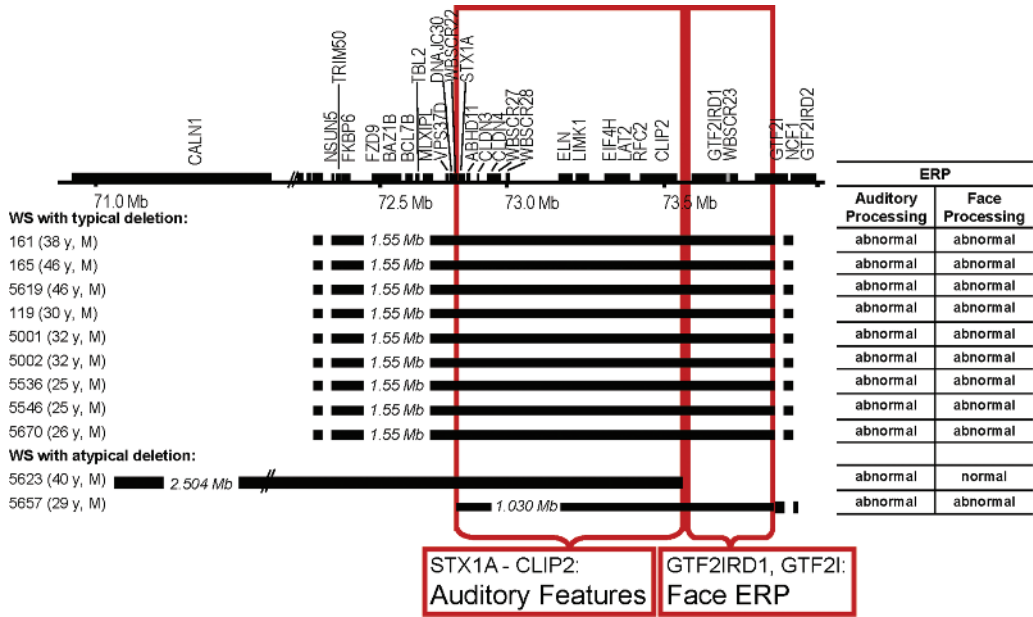 CALN1
NSUN5
TRIM50
FKBP6
FZD9
BAZ1B
BCL7B
TBL2
MLXIPL
VPS37D
DNAJC30
WBSCR22
STX1A
ABHD11
CLDN3
CLDN4
WBSCR27
WBSCR28
ELN
LIMK1
EIF4H
LAT2
RFC2
CLIP2
GTF2IRD1
WBSCR23
GTF2I
NCF1
GTF2IRD2
71.0 Mb 72.5 Mb 73.0 Mb 73.5 Mb
ERP
Auditory Processing Face Processing
WS with typical deletion:
161 (38 y, M) 1.55 Mb abnormal abnormal
165 (46 y, M) 1.55 Mb abnormal abnormal
5619 (46 y, M) 1.55 Mb abnormal abnormal
119 (30 y, M) 1.55 Mb abnormal abnormal
5001 (32 y, M) 1.55 Mb abnormal abnormal
5002 (32 y, M) 1.55 Mb abnormal abnormal
5536 (25 y, M) 1.55 Mb abnormal abnormal
5546 (25 y, M) 1.55 Mb abnormal abnormal
5670 (26 y, M) 1.55 Mb abnormal abnormal
WS with atypical deletion:
5623 (40 y, M) 2.504 Mb abnormal normal
5657 (29 y, M) 1.030 Mb abnormal abnormal
STX1A - CLIP2:
Auditory Features
GTF2IRD1, GTF2I:
Face ERP